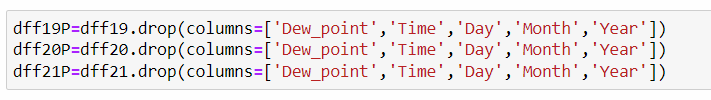 dff19P=dff19.drop(columns=['Dew_point','Time','Day','Month','Year'])
dff20P=dff20.drop(columns=['Dew_point','Time','Day','Month','Year'])
dff21P=dff21.drop(columns=['Dew_point','Time','Day','Month','Year'])